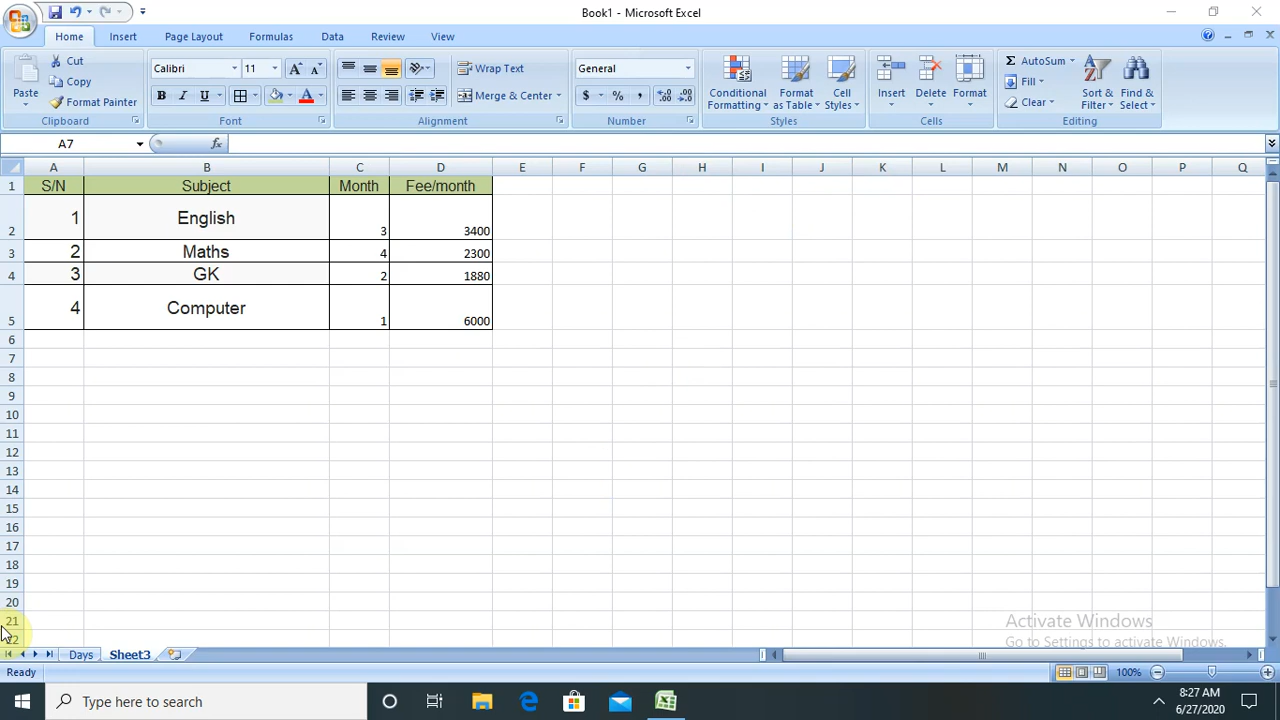 Book1 - Microsoft Excel
Home Insert Page Layout Formulas Data Review View
Paste
Cut
Copy
Format Painter
Clipboard
Calibri 11
B I U A
Font
Wrap Text
Merge & Center
Alignment
General
$ % ,
Number
Conditional Formatting
Format as Table
Cell Styles
Styles
Insert Delete Format
Cells
Σ AutoSum
Fill
Clear
Sort & Filter
Find & Select
Editing
A7 fx
A B C D E F G H I J K L M N O P Q
1 S/N Subject Month Fee/month
2 1 English 3 3400
3 2 Maths 4 2300
4 3 GK 2 1880
5 4 Computer 1 6000
6
7
8
9
10
11
12
13
14
15
16
17
18
19
20
21
22
Activate Windows
Go to Settings to activate Windows.
Days Sheet3
Ready 100%
Type here to search
8:27 AM
6/27/2020